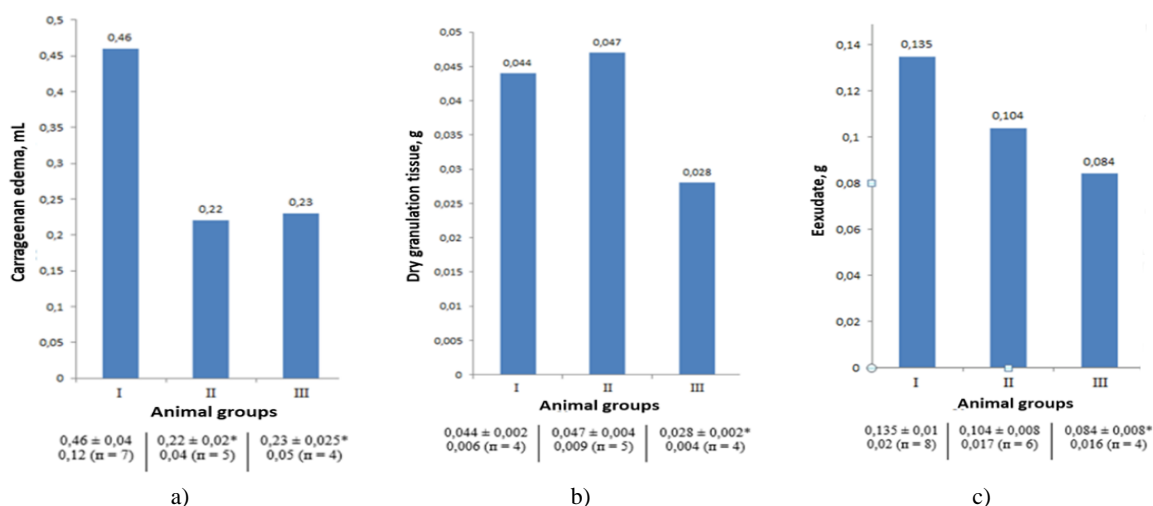 Carrageenan edema, mL
0,5
0,45
0,4
0,35
0,3
0,25
0,2
0,15
0,1
0,05
0
0,46
0,22
0,23
I II III
Animal groups
0,46 ± 0,04 0,22 ± 0,02* 0,23 ± 0,025*
0,12 (п = 7) 0,04 (п = 5) 0,05 (п = 4)
a)
Dry granulation tissue, g
0,05
0,045
0,04
0,035
0,03
0,025
0,02
0,015
0,01
0,005
0
0,044
0,047
0,028
I II III
Animal groups
0,044 ± 0,002 0,047 ± 0,004 0,028 ± 0,002*
0,006 (п = 4) 0,009 (п = 5) 0,004 (п = 4)
b)
Eexudate, g
0,14
0,12
0,1
0,08
0,06
0,04
0,02
0
0,135
0,104
0,084
I II III
Animal groups
0,135 ± 0,01 0,104 ± 0,008 0,084 ± 0,008*
0,02 (п = 8) 0,017 (п = 6) 0,016 (п = 4)
c)